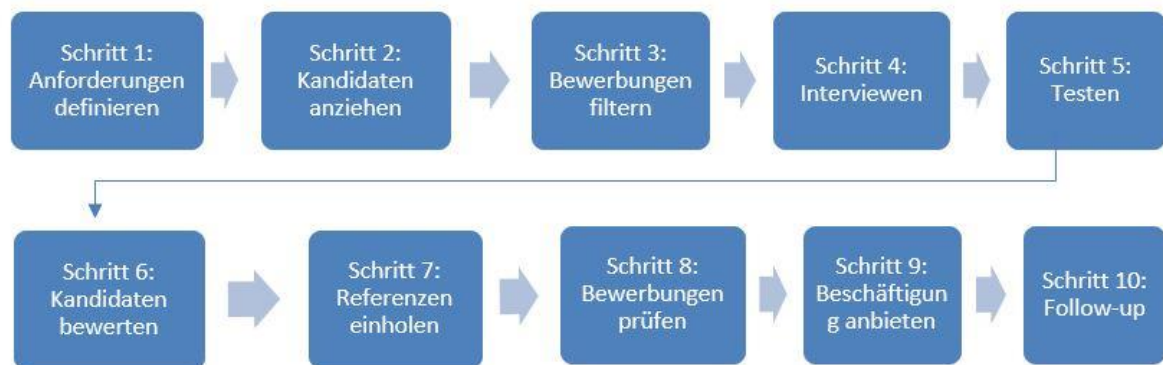 Schritt 1:
Anforderungen
definieren
Schritt 2:
Kandidaten
anziehen
Schritt 3:
Bewerbungen
filtern
Schritt 4:
Interviewen
Schritt 5:
Testen
Schritt 6:
Kandidaten
bewerten
Schritt 7:
Referenzen
einholen
Schritt 8:
Bewerbungen
prüfen
Schritt 9:
Beschäftigun
g anbieten
Schritt 10:
Follow-up